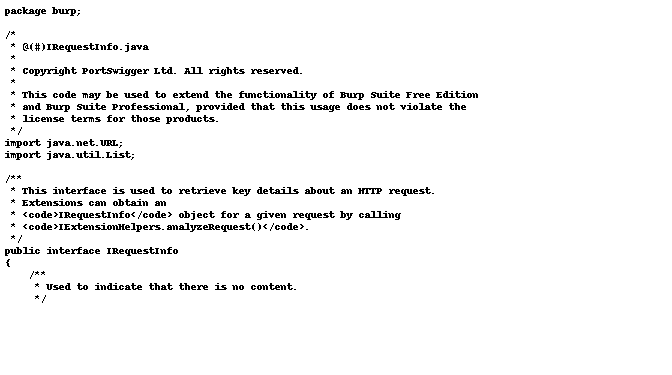 package burp;

/*
 * @(#)IRequestInfo.java
 *
 * Copyright PortSwigger Ltd. All rights reserved.
 *
 * This code may be used to extend the functionality of Burp Suite Free Edition
 * and Burp Suite Professional, provided that this usage does not violate the
 * license terms for those products.
 */
import java.net.URL;
import java.util.List;

/**
 * This interface is used to retrieve key details about an HTTP request.
 * Extensions can obtain an
 * <code>IRequestInfo</code> object for a given request by calling
 * <code>IExtensionHelpers.analyzeRequest()</code>.
 */
public interface IRequestInfo
{
    /**
     * Used to indicate that there is no content.
     */